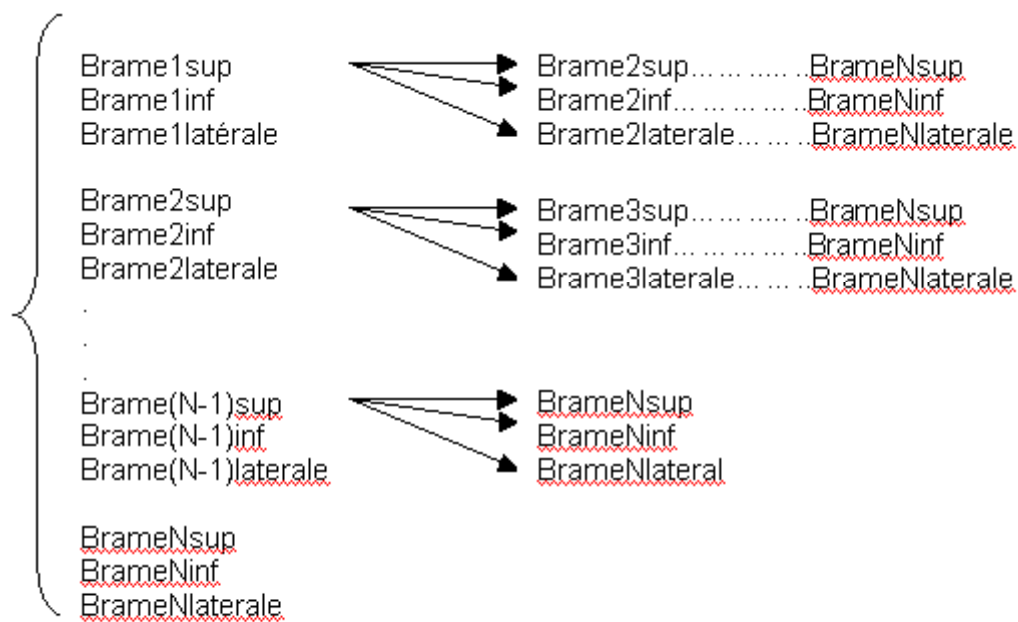 Brame1sup Brame2sup... ... ..... ..BrameNsup
Brame1inf Brame2inf... ... ... ... ..BrameNinf
Brame1latérale Brame2laterale... ... ..BrameNlaterale
Brame2sup Brame3sup... ... ..... ..BrameNsup
Brame2inf Brame3inf... ... ... ... ..BrameNinf
Brame2laterale Brame3laterale... ... ..BrameNlaterale
.
.
.
Brame(N-1)sup BrameNsup
Brame(N-1)inf BrameNinf
Brame(N-1)laterale BrameNlateral
BrameNsup
BrameNinf
BrameNlaterale